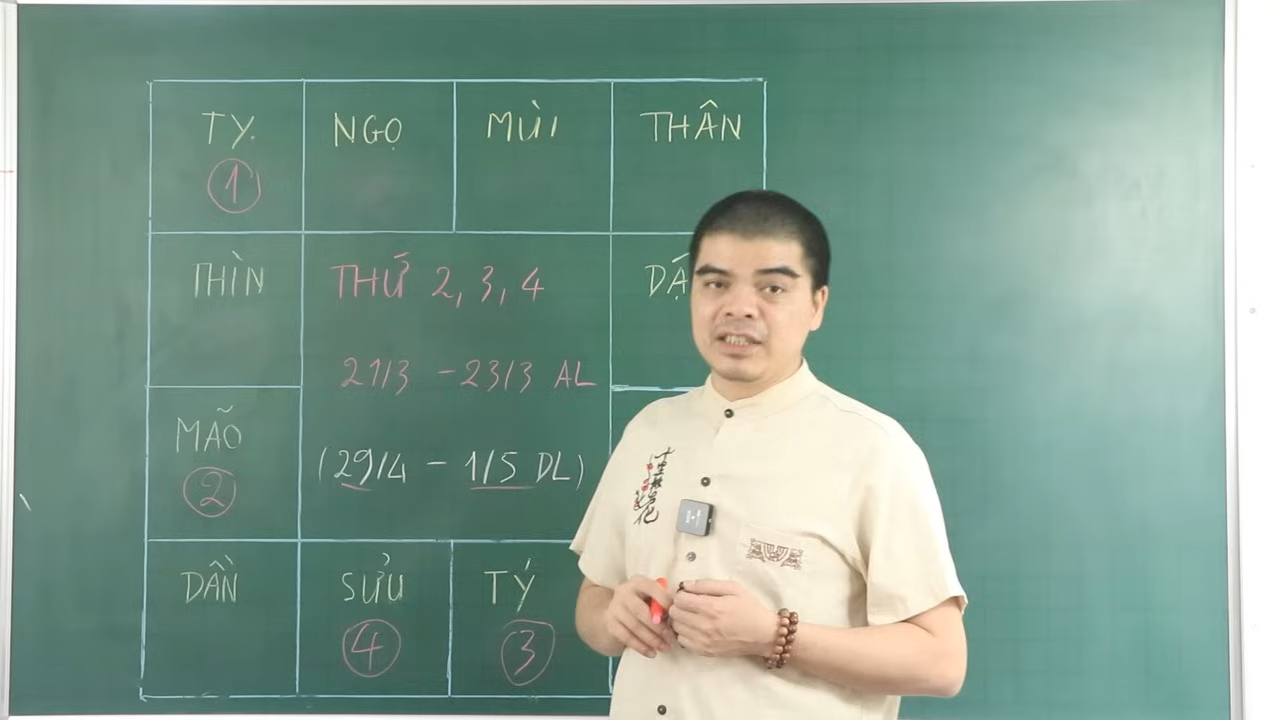 TỴ NGỌ MÙI THÂN
1
THÌN THỨ 2, 3, 4
21/3 - 23/3 AL
MÃO
2 (29/4 - 1/5 DL)
DẦN SỬU TÝ
4 3